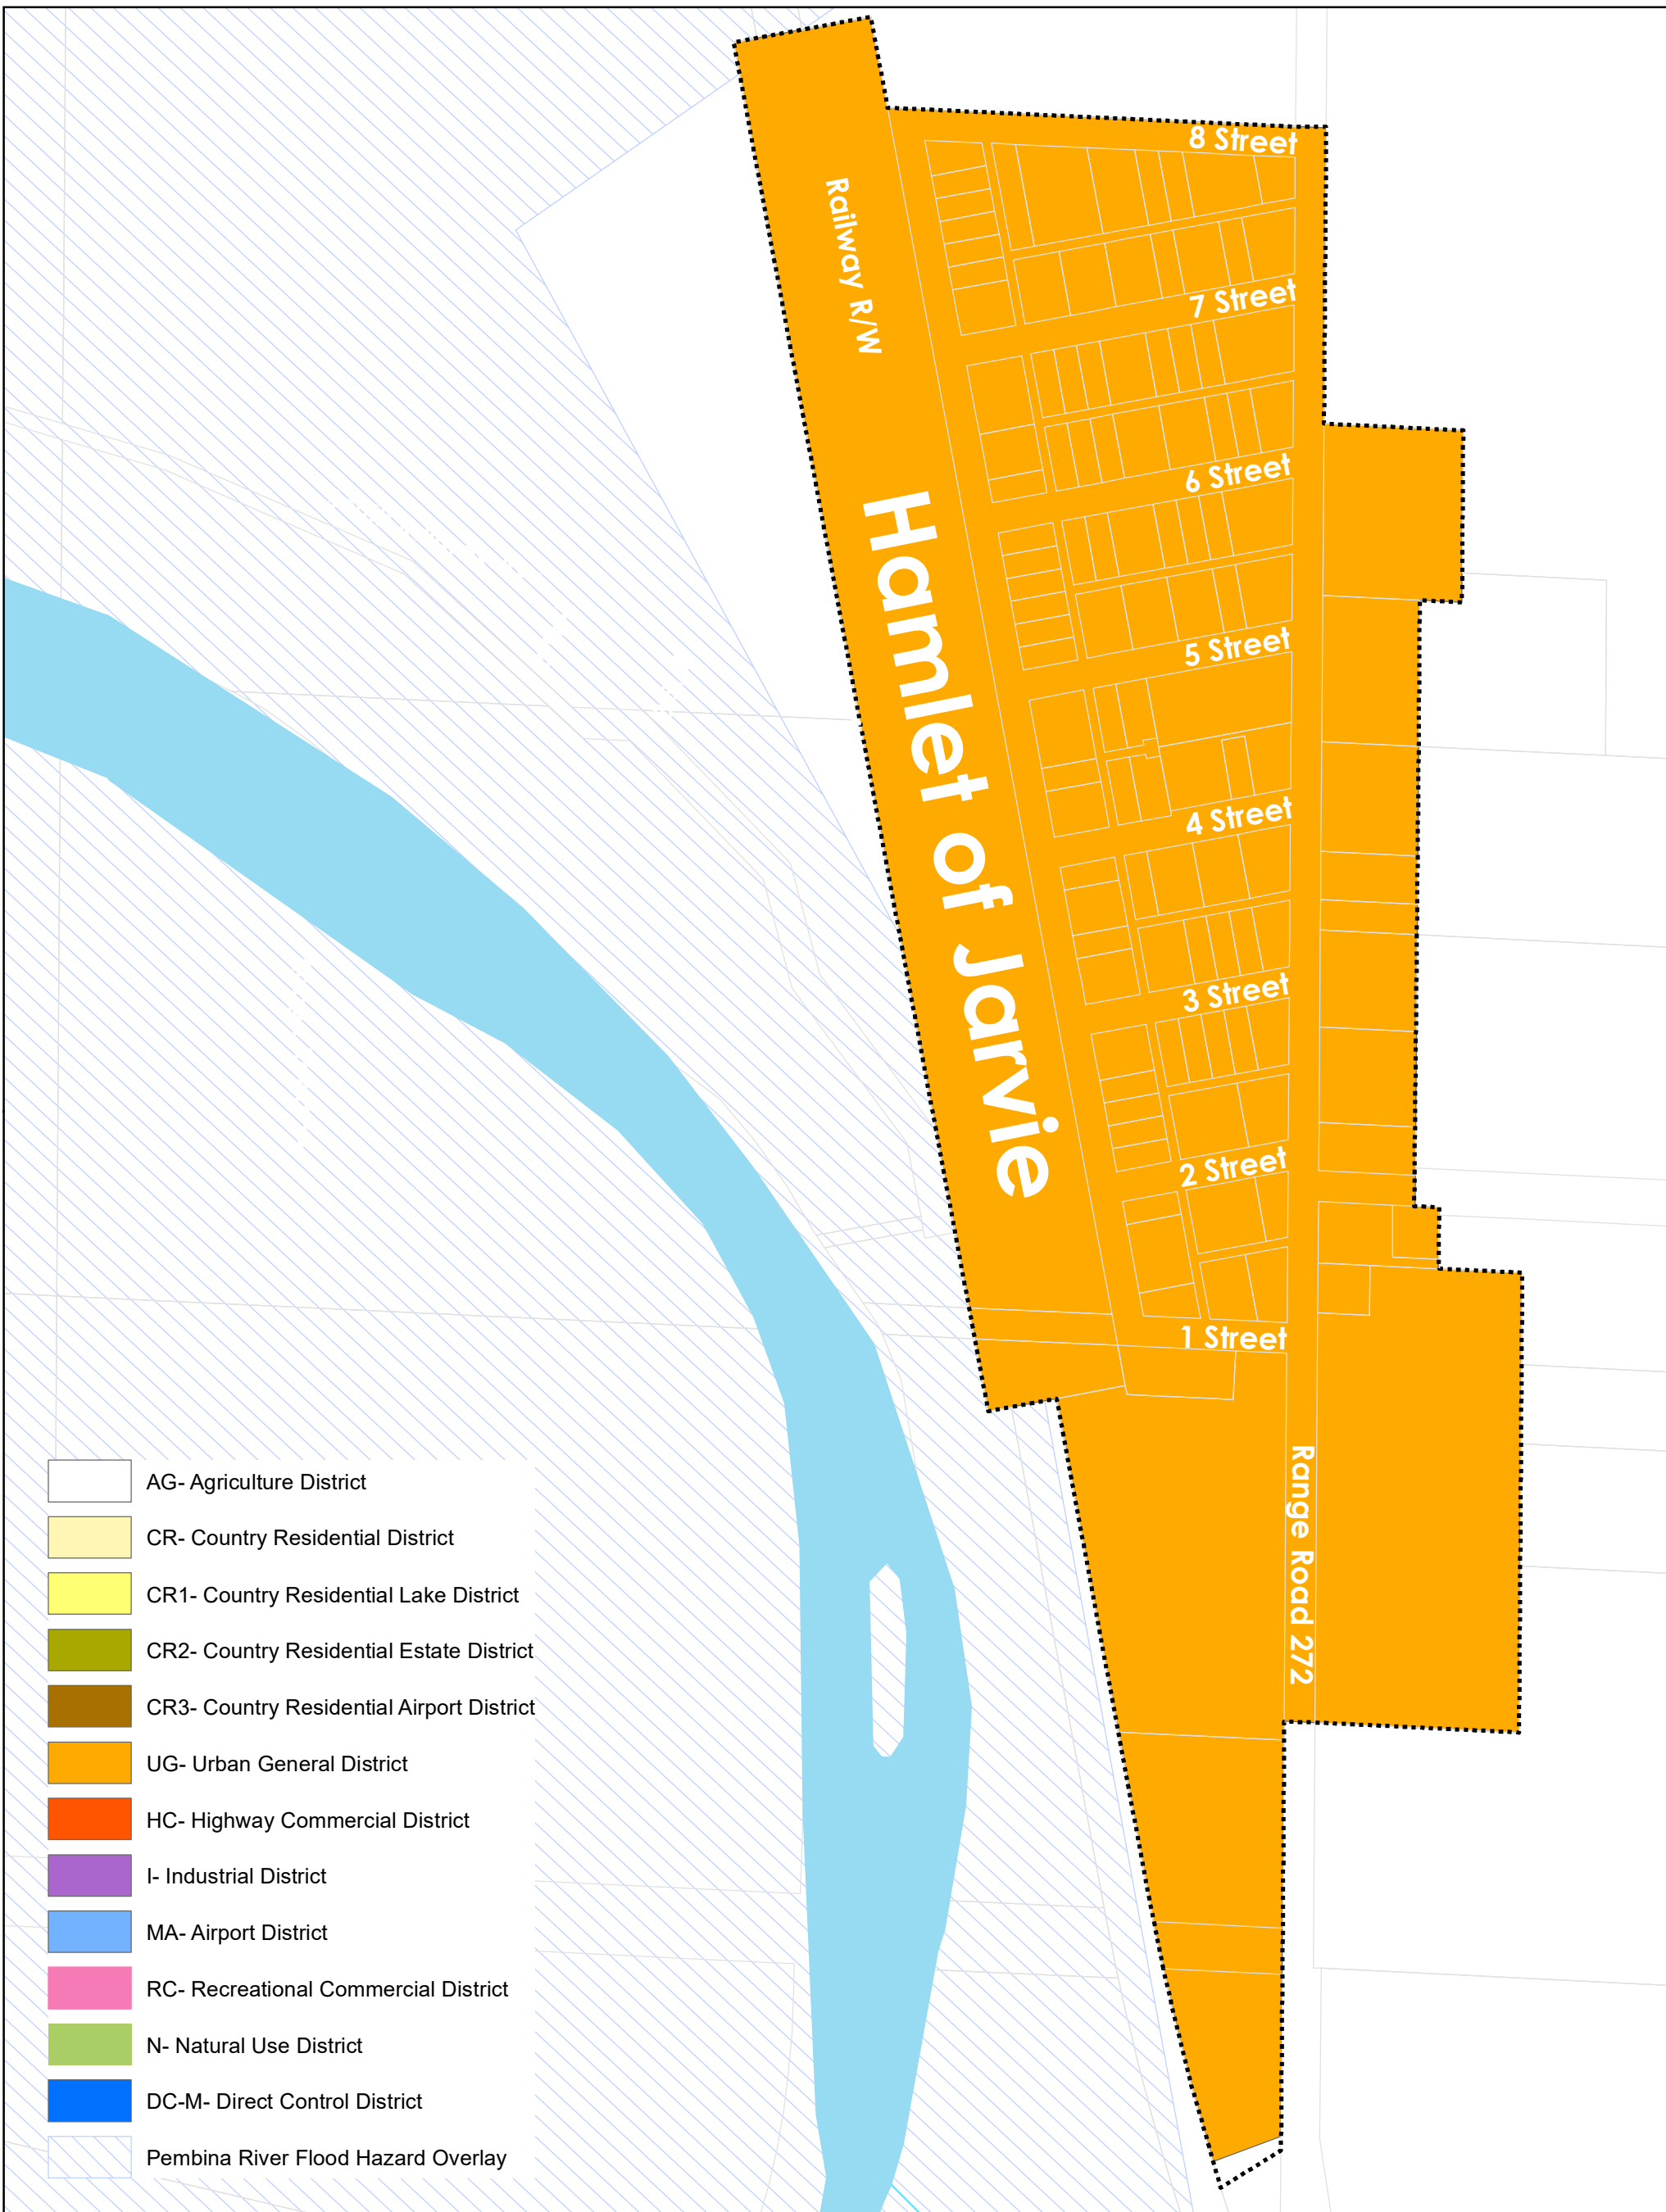 8 Street
Railway R/W
7 Street
6 Street
Hamlet of Jarvie
5 Street
4 Street
3 Street
2 Street
1 Street
Range Road 272
AG- Agriculture District
CR- Country Residential District
CR1- Country Residential Lake District
CR2- Country Residential Estate District
CR3- Country Residential Airport District
UG- Urban General District
HC- Highway Commercial District
I- Industrial District
MA- Airport District
RC- Recreational Commercial District
N- Natural Use District
DC-M- Direct Control District
Pembina River Flood Hazard Overlay